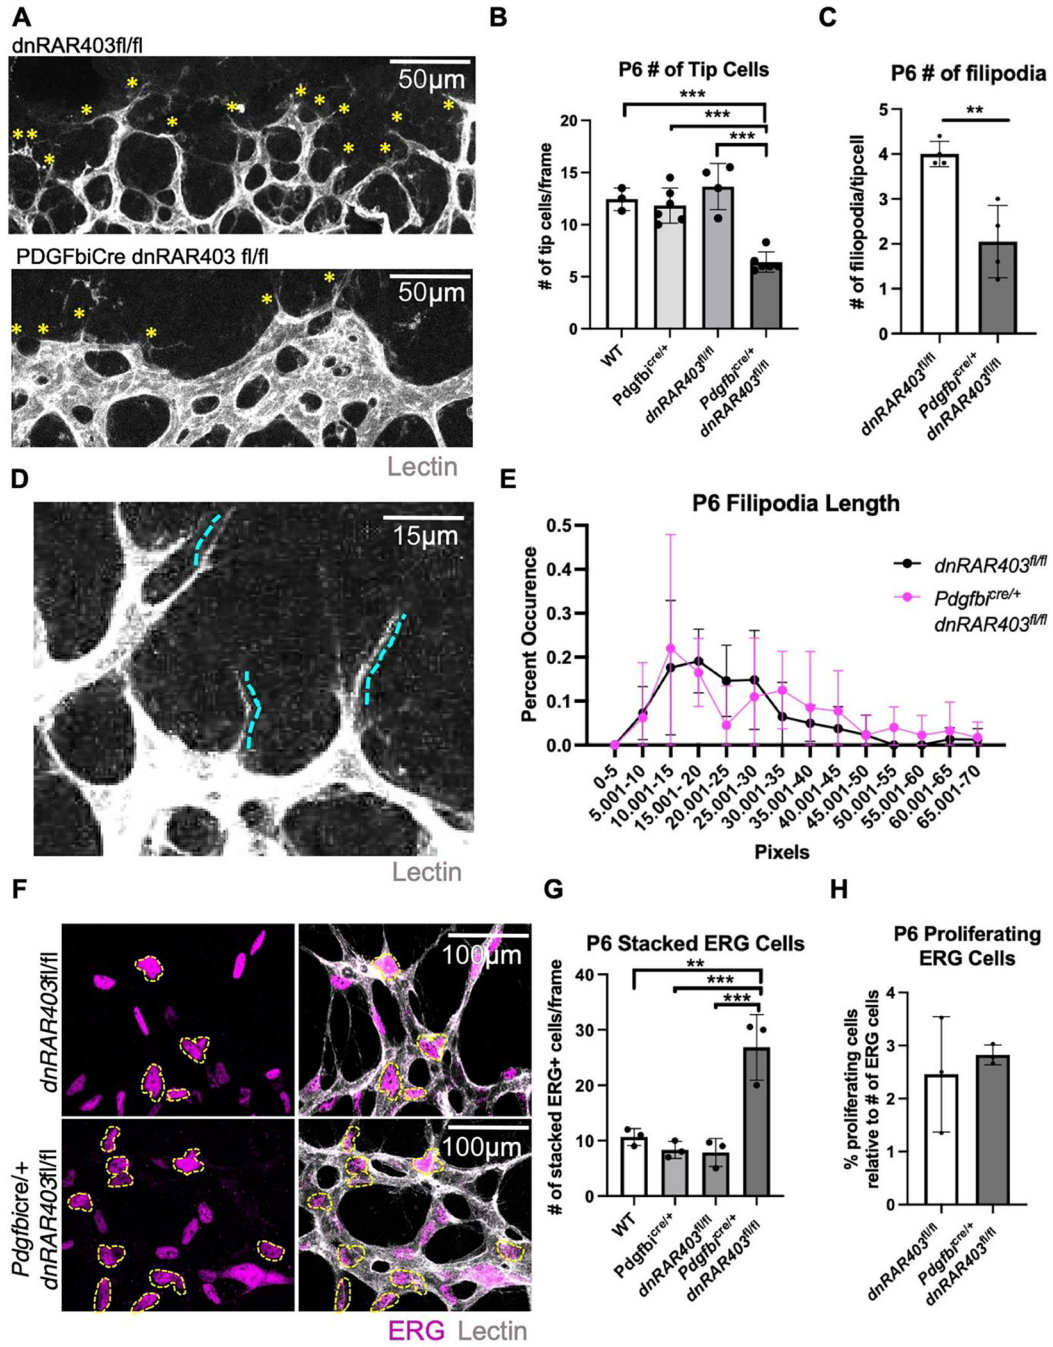 A
dnRAR403fl/fl
50µm
PDGFbiCre dnRAR403 fl/fl
50µm
Lectin
B
P6 # of Tip Cells
***
***
***
# of tip cells/frame
20
15
10
5
0
WT
Pdgfbicre/+
dnRAR403fl/fl
Pdgfbicre/+
dnRAR403fl/fl
C
P6 # of filipodia
**
# of filiopodia/tipcell
5
4
3
2
1
0
dnRAR403fl/fl
Pdgfbicre/+
dnRAR403fl/fl
D
15µm
Lectin
E
P6 Filipodia Length
Percent Occurence
0.5
0.4
0.3
0.2
0.1
0.0
dnRAR403fl/fl
Pdgfbicre/+
dnRAR403fl/fl
0-5
5.001-10
10.001-15
15.001- 20
20.001-25
25.001-30
30.001-35
35.001-40
40.001-45
45.001-50
50.001-55
55.001-60
60.001-65
65.001-70
Pixels
F
dnRAR403fl/fl
100µm
Pdgfbicre/+
dnRAR403fl/fl
100µm
ERG Lectin
G
P6 Stacked ERG Cells
**
***
***
# of stacked ERG+ cells/frame
40
30
20
10
0
WT
Pdgfbicre/+
dnRAR403fl/fl
Pdgfbicre/+
dnRAR403fl/fl
H
P6 Proliferating
ERG Cells
% proliferating cells
relative to # of ERG cells
4
3
2
1
0
dnRAR403fl/fl
Pdgfbicre/+
dnRAR403fl/fl